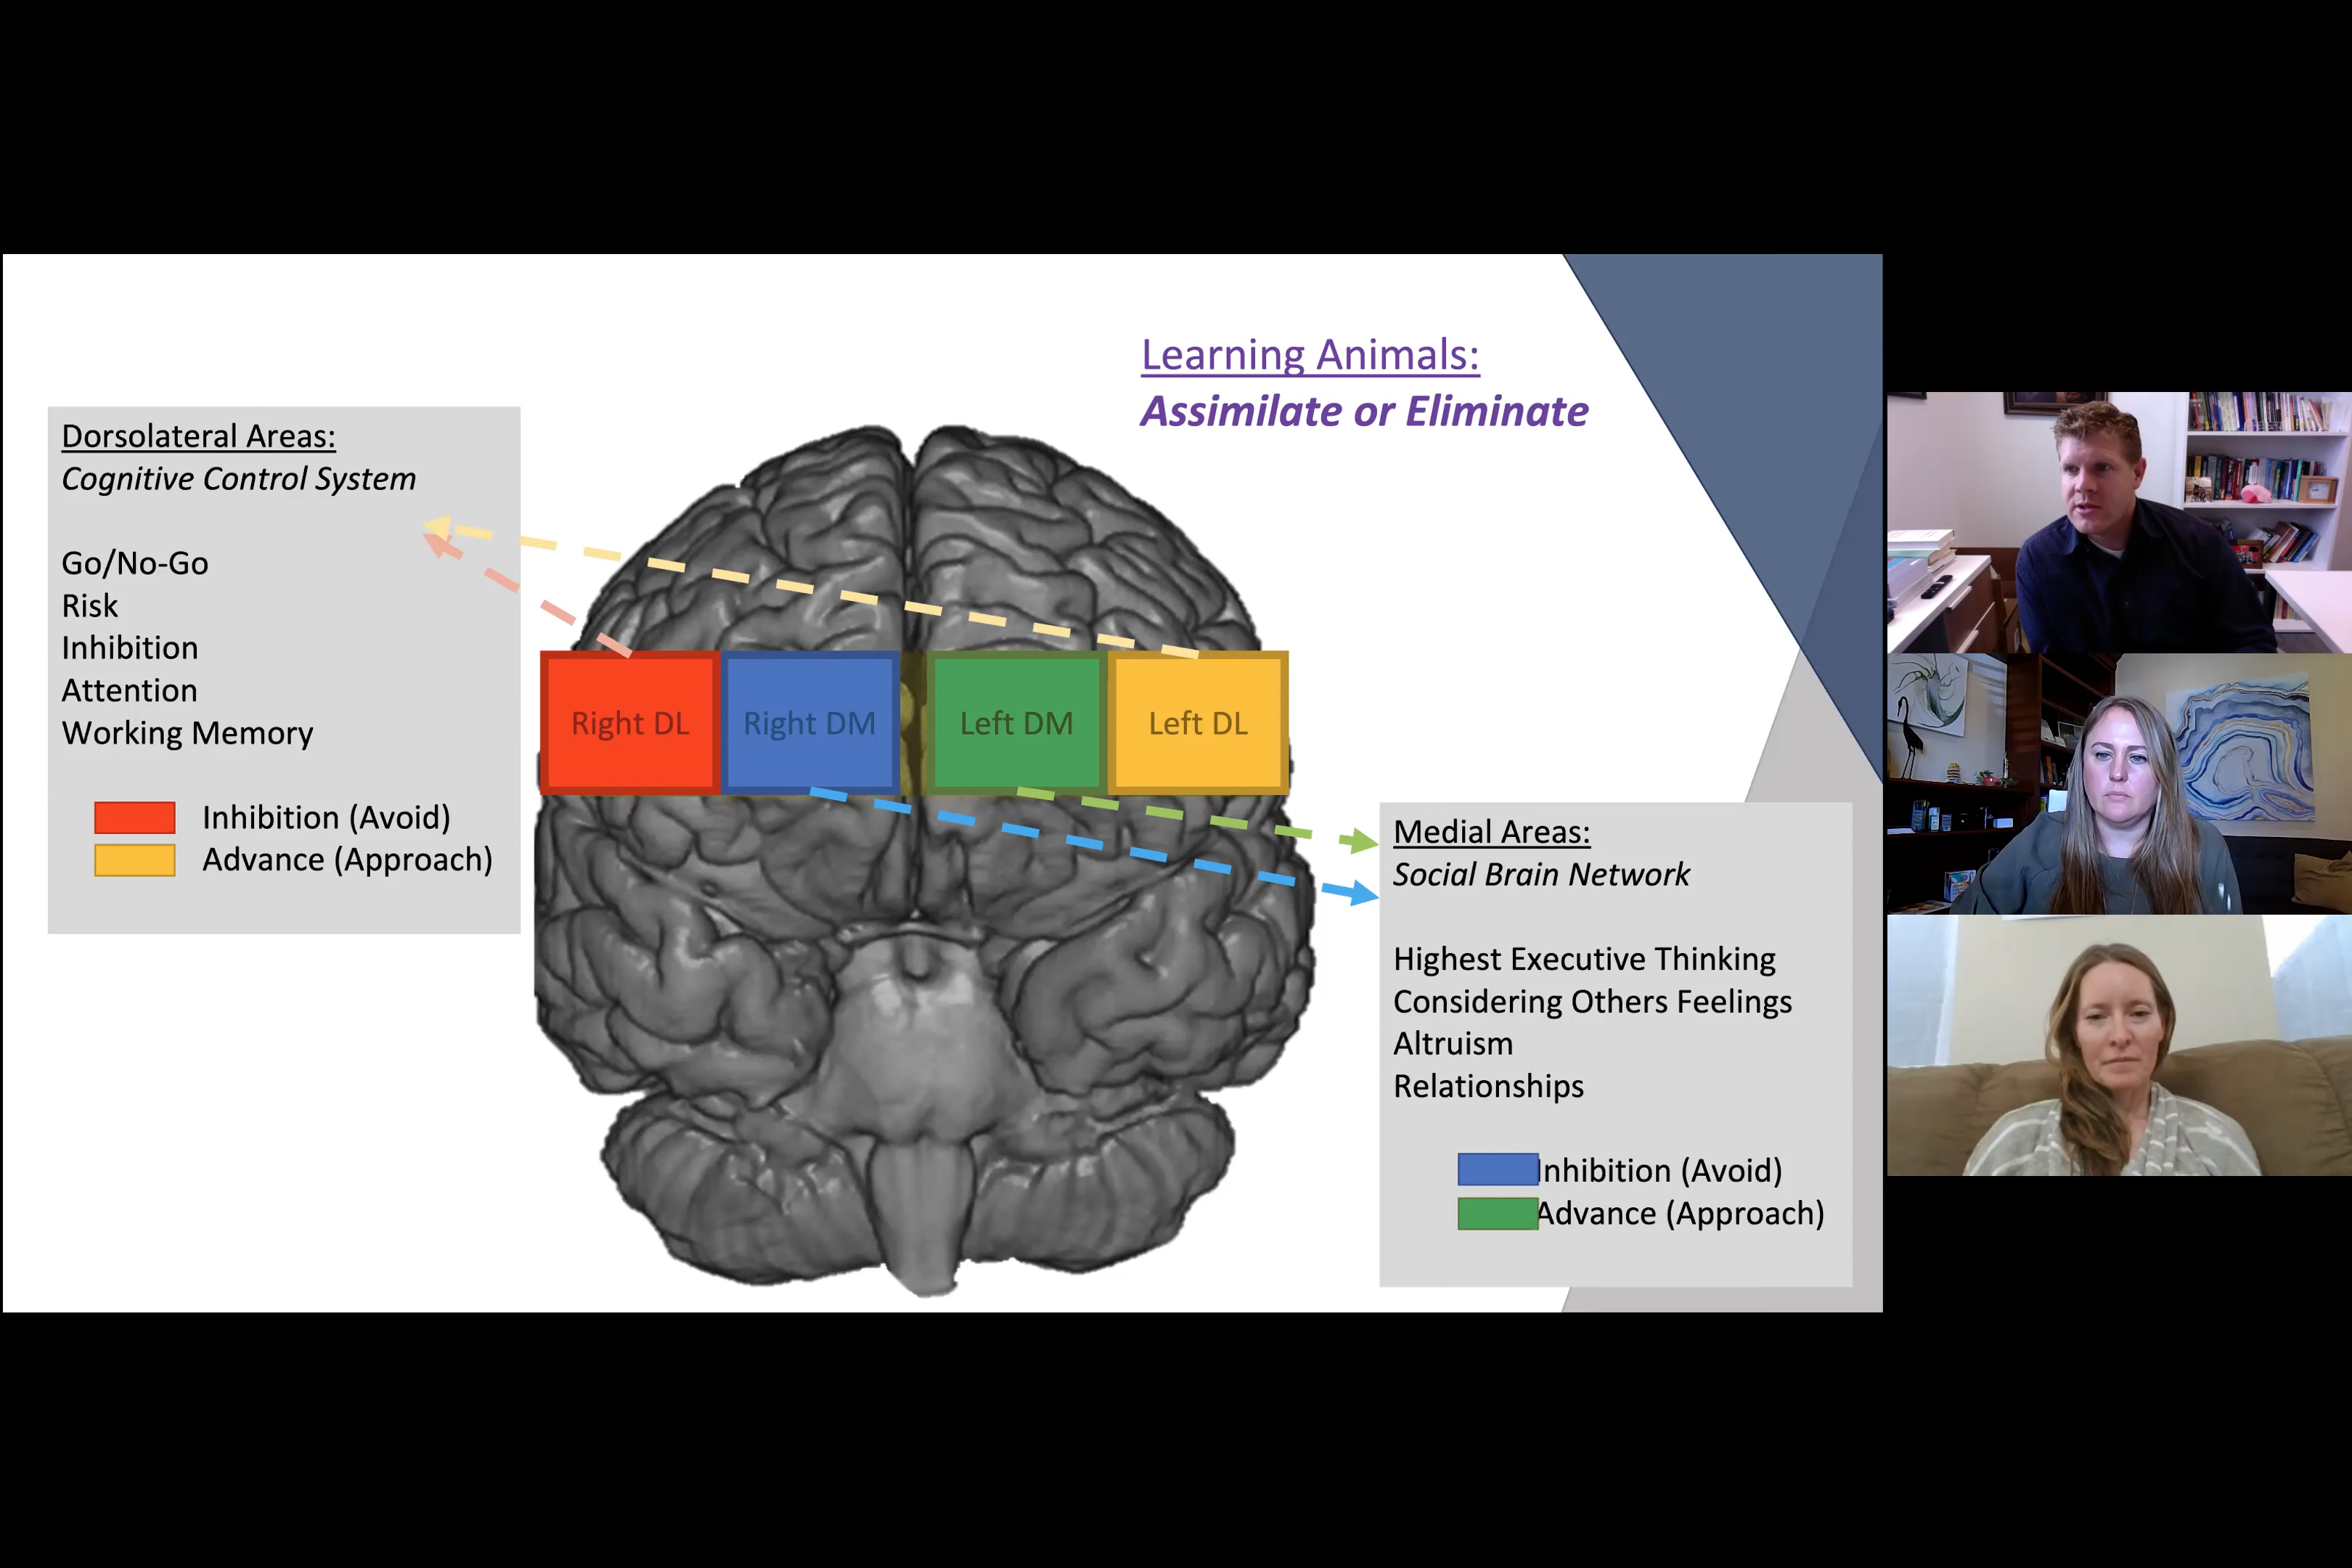 Learning Animals:
Assimilate or Eliminate
Dorsolateral Areas:
Cognitive Control System
Go/No-Go
Risk
Inhibition
Attention
Working Memory
Inhibition (Avoid)
Advance (Approach)
Right DL
Right DM
Left DM
Left DL
Medial Areas:
Social Brain Network
Highest Executive Thinking
Considering Others Feelings
Altruism
Relationships
Inhibition (Avoid)
Advance (Approach)